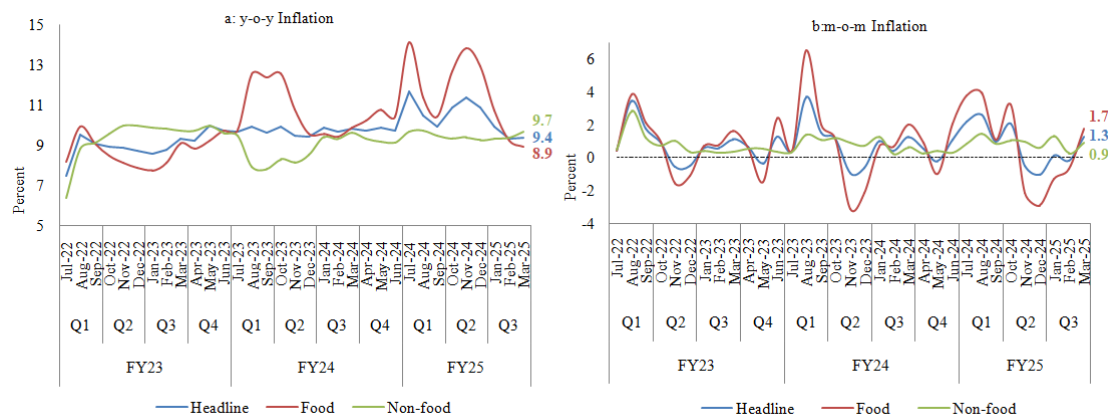 a: y-o-y Inflation
15
13
11
9
7
5
Percent
9.7
9.4
8.9
Jul-22
Aug-22
Sep-22
Oct-22
Nov-22
Dec-22
Jan-23
Feb-23
Mar-23
Apr-23
May-23
Jun-23
Jul-23
Aug-23
Sep-23
Oct-23
Nov-23
Dec-23
Jan-24
Feb-24
Mar-24
Apr-24
May-24
Jun-24
Jul-24
Aug-24
Sep-24
Oct-24
Nov-24
Dec-24
Jan-25
Feb-25
Mar-25
Q1 Q2 Q3 Q4 Q1 Q2 Q3 Q4 Q1 Q2 Q3
FY23 FY24 FY25
Headline Food Non-food
b:m-o-m Inflation
6
4
2
0
-2
-4
Percent
1.7
1.3
0.9
Jul-22
Aug-22
Sep-22
Oct-22
Nov-22
Dec-22
Jan-23
Feb-23
Mar-23
Apr-23
May-23
Jun-23
Jul-23
Aug-23
Sep-23
Oct-23
Nov-23
Dec-23
Jan-24
Feb-24
Mar-24
Apr-24
May-24
Jun-24
Jul-24
Aug-24
Sep-24
Oct-24
Nov-24
Dec-24
Jan-25
Feb-25
Mar-25
Q1 Q2 Q3 Q4 Q1 Q2 Q3 Q4 Q1 Q2 Q3
FY23 FY24 FY25
Headline Food Non-food